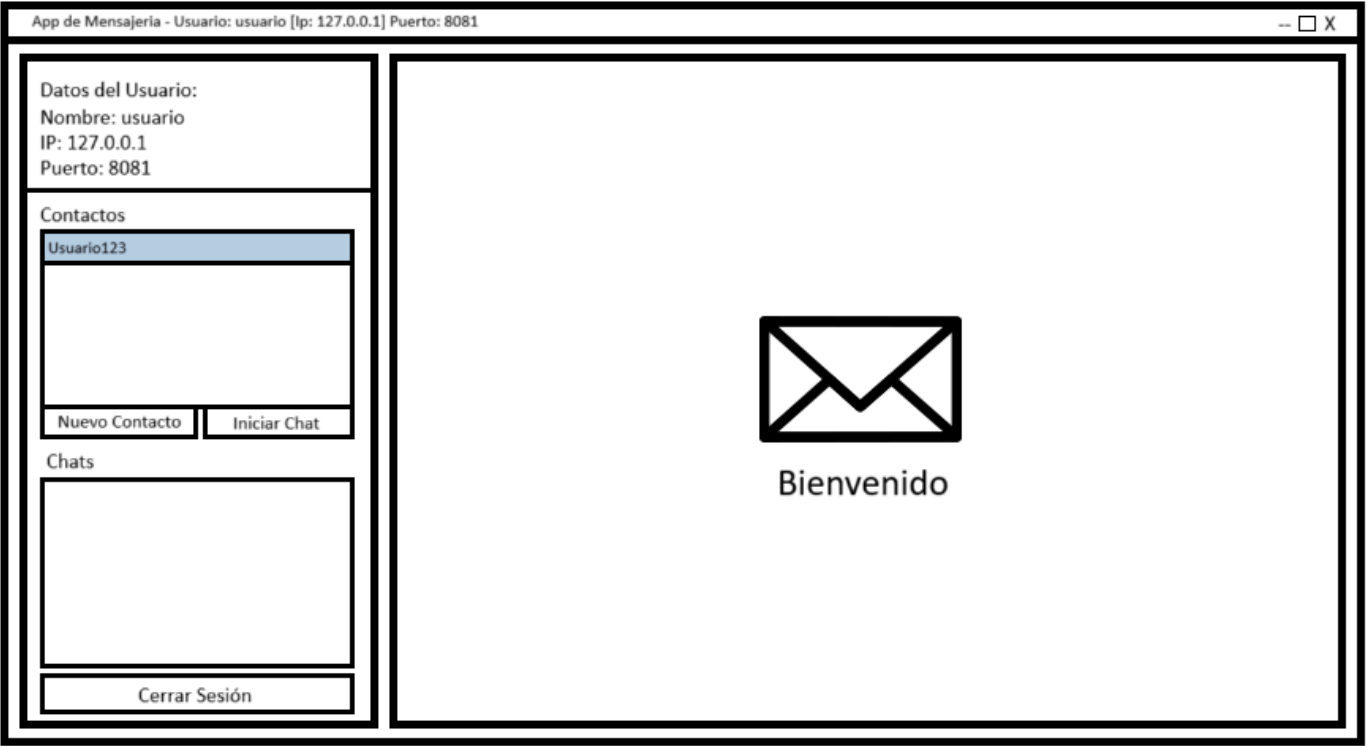 App de Mensajeria - Usuario: usuario [Ip: 127.0.0.1] Puerto: 8081
-- X
Datos del Usuario:
Nombre: usuario
IP: 127.0.0.1
Puerto: 8081
Contactos
Usuario123
Nuevo Contacto
Iniciar Chat
Chats
Cerrar Sesión
Bienvenido